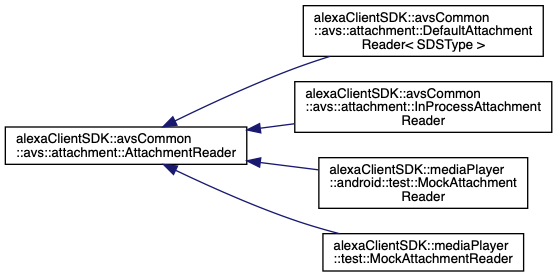 alexaClientSDK::avsCommon
::avs::attachment::DefaultAttachment
Reader< SDSType >
alexaClientSDK::avsCommon
::avs::attachment::InProcessAttachment
Reader
alexaClientSDK::avsCommon
::avs::attachment::AttachmentReader
alexaClientSDK::mediaPlayer
::android::test::MockAttachment
Reader
alexaClientSDK::mediaPlayer
::test::MockAttachmentReader